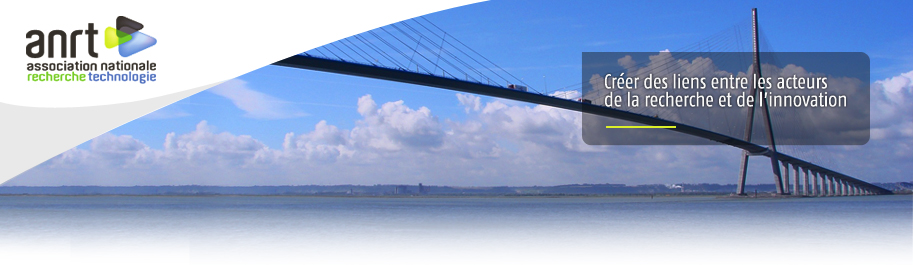 anrt
association nationale
recherche technologie
Créer des liens entre les acteurs
de la recherche et de l'innovation